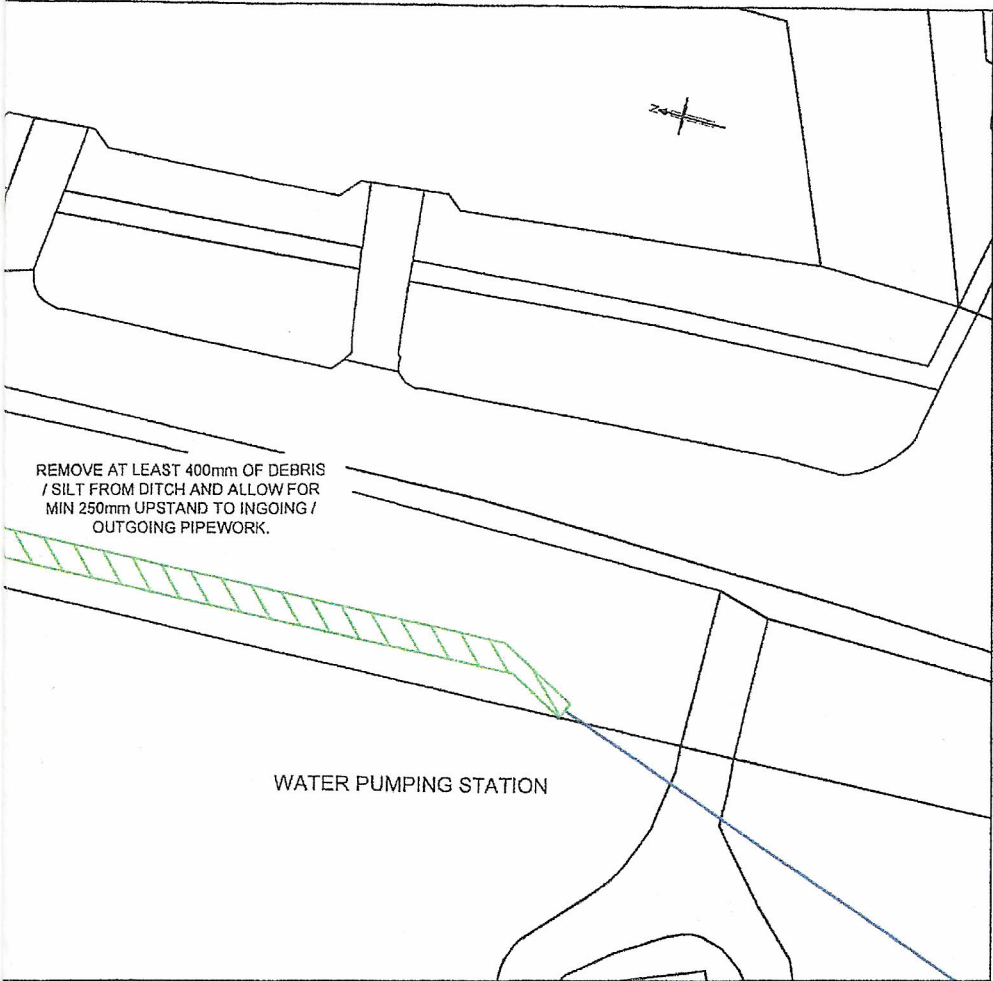 N
REMOVE AT LEAST 400mm OF DEBRIS
/ SILT FROM DITCH AND ALLOW FOR
MIN 250mm UPSTAND TO INGOING /
OUTGOING PIPEWORK.
WATER PUMPING STATION